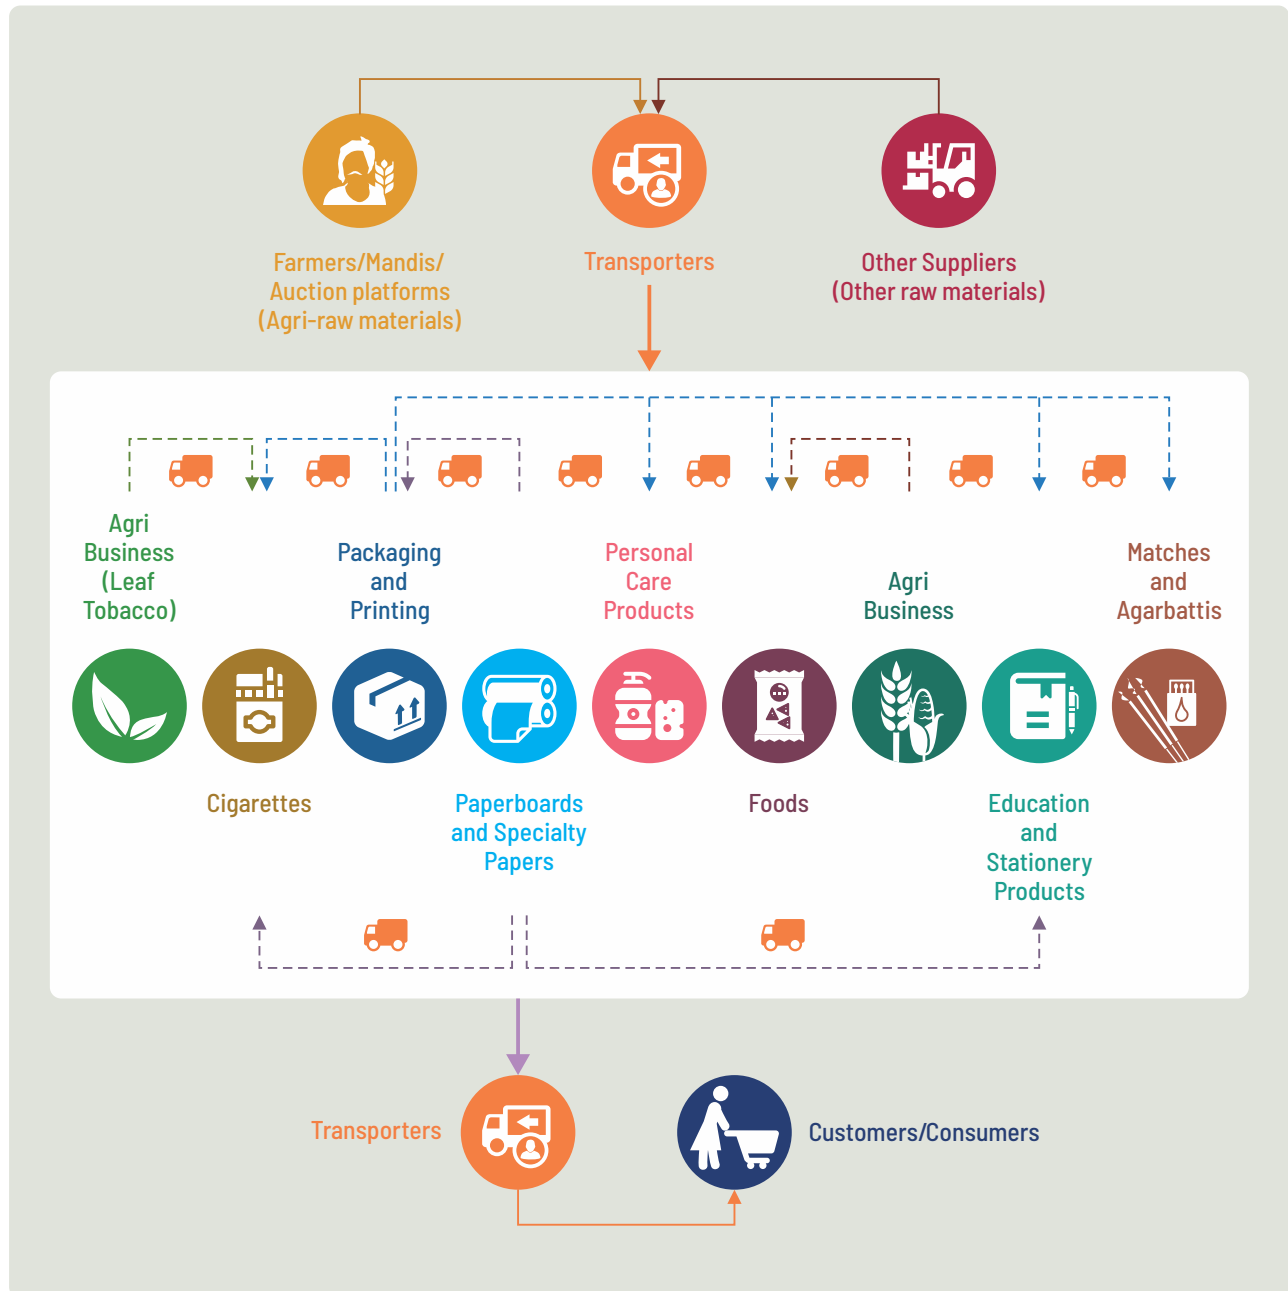 Farmers/Mandis/
Auction platforms
(Agri-raw materials)
Transporters
Other Suppliers
(Other raw materials)
Agri
Business
(Leaf
Tobacco)
Packaging
and
Printing
Personal
Care
Products
Agri
Business
Matches
and
Agarbattis
Cigarettes
Paperboards
and Specialty
Papers
Foods
Education
and
Stationery
Products
Transporters
Customers/Consumers